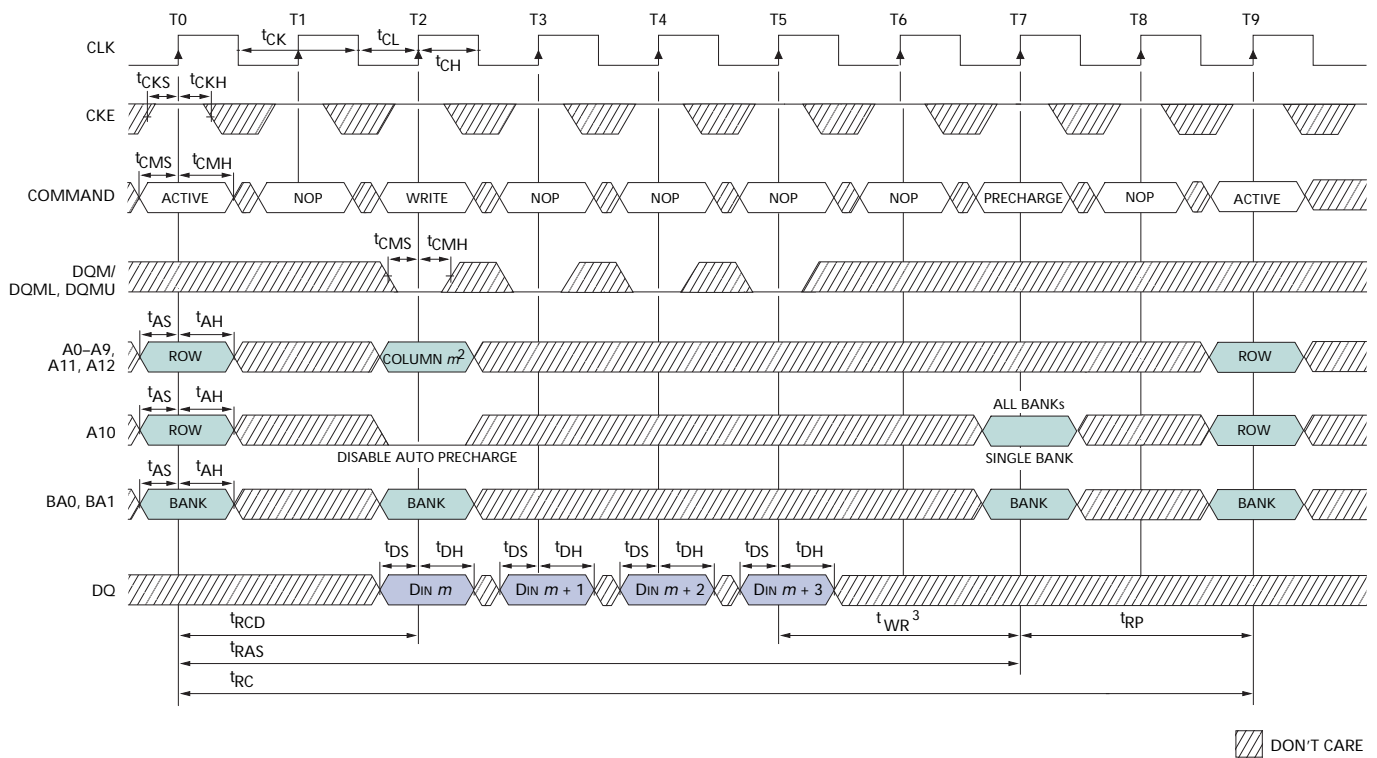 T0 T1 T2 T3 T4 T5 T6 T7 T8 T9
CLK
tCK tCL
tCH
tCKS tCKH
CKE
tCMS tCMH
COMMAND ACTIVE NOP WRITE NOP NOP NOP NOP PRECHARGE NOP ACTIVE
tCMS tCMH
DQM/
DQML, DQMU
tAS tAH
A0–A9,
A11, A12
ROW COLUMN m2 ROW
tAS tAH
ALL BANKs
A10 ROW ROW
DISABLE AUTO PRECHARGE SINGLE BANK
tAS tAH
BA0, BA1 BANK BANK BANK BANK
tDS tDH tDS tDH tDS tDH tDS tDH
DQ DIN m DIN m + 1 DIN m + 2 DIN m + 3
tRCD tWR3 tRP
tRAS
tRC
DON'T CARE